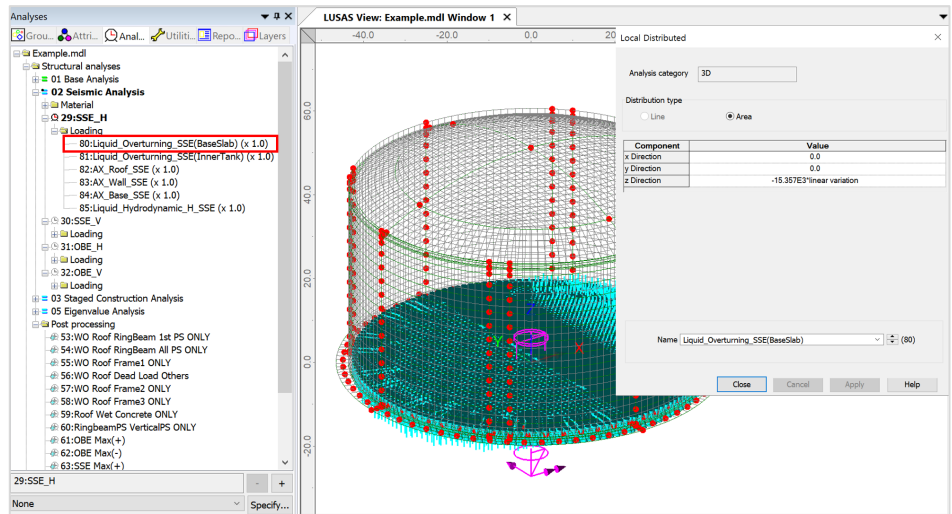 Analyses
Grou...
Attri...
Anal...
Utiliti...
Repo...
Layers
Example.mdl
Structural analyses
01 Base Analysis
02 Seismic Analysis
Material
29:SSE_H
Loading
80:Liquid_Overturning_SSE(BaseSlab) (x 1.0)
81:Liquid_Overturning_SSE(InnerTank) (x 1.0)
82:AX_Roof_SSE (x 1.0)
83:AX_Wall_SSE (x 1.0)
84:AX_Base_SSE (x 1.0)
85:Liquid_Hydrodynamic_H_SSE (x 1.0)
30:SSE_V
Loading
31:OBE_H
Loading
32:OBE_V
Loading
03 Staged Construction Analysis
05 Eigenvalue Analysis
Post processing
53:WO Roof RingBeam 1st PS ONLY
54:WO Roof RingBeam All PS ONLY
55:WO Roof Frame1 ONLY
56:WO Roof Dead Load Others
57:WO Roof Frame2 ONLY
58:WO Roof Frame3 ONLY
59:Roof Wet Concrete ONLY
60:RingbeamPS VerticalPS ONLY
61:OBE Max(+)
62:OBE Max(-)
63:SSE Max(+)
29:SSE_H
- +
None
Specify...
LUSAS View: Example.mdl Window 1
-40.0 -20.0 0.0 20
60.0
40.0
20.0
0.0
-20.0
Z
Y
X
Local Distributed
Analysis category 3D
Distribution type
Line Area
Component Value
x Direction 0.0
y Direction 0.0
z Direction -15.357E3*linear variation
Name Liquid_Overturning_SSE(BaseSlab) (80)
Close Cancel Apply Help